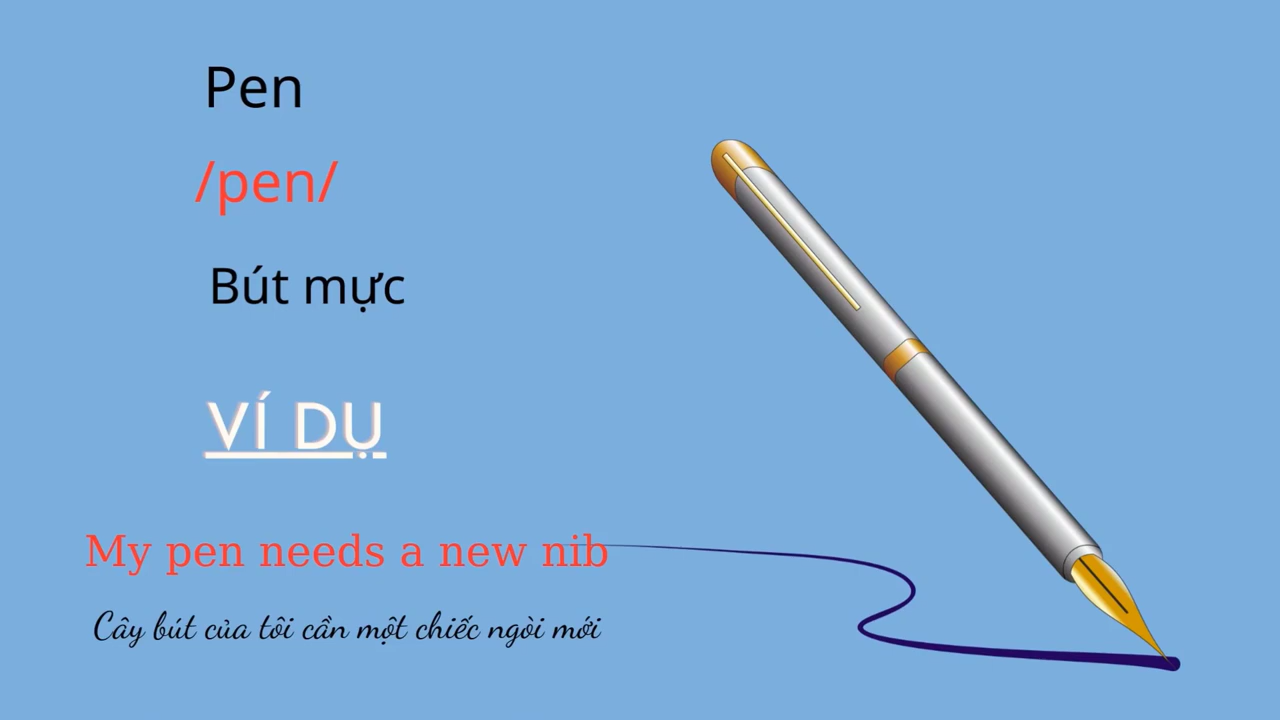 Pen
/pen/
Bút mực
VÍ DỤ
My pen needs a new nib
Cây bút của tôi cần một chiếc ngòi mới